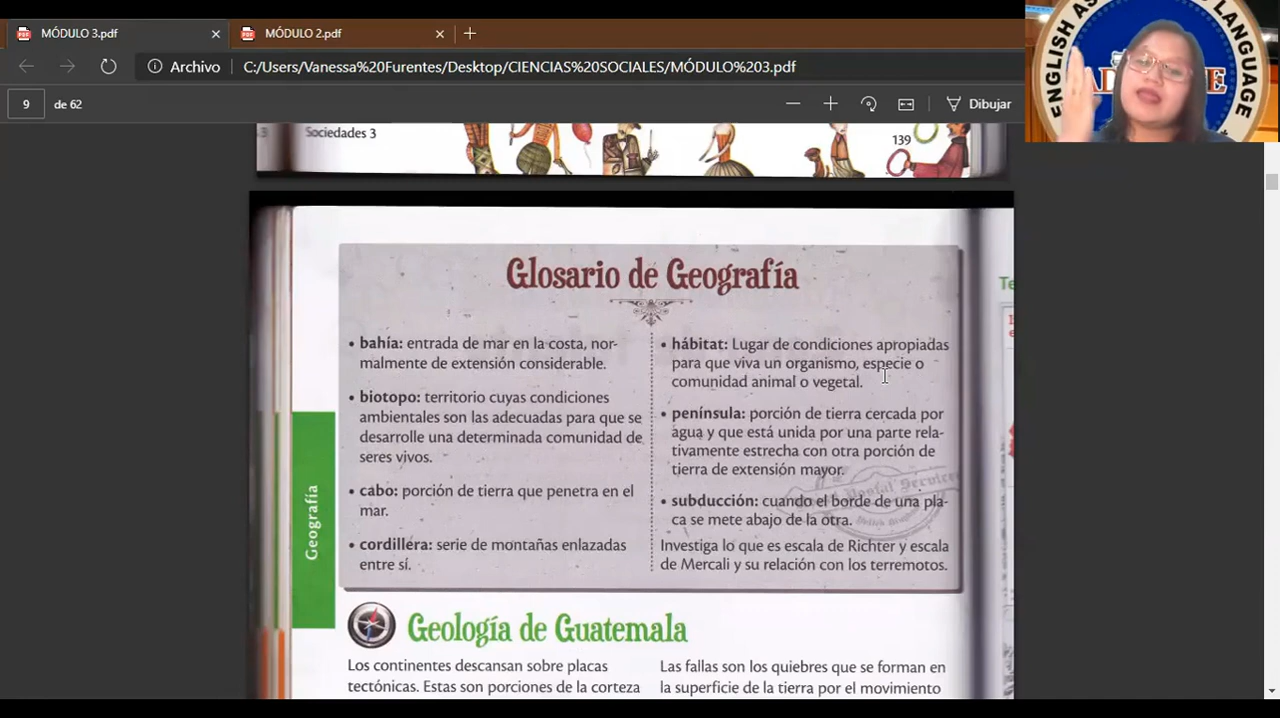 MÓDULO 3.pdf
MÓDULO 2.pdf
Archivo
C:/Users/Vanessa%20Furentes/Desktop/CIENCIAS%20SOCIALES/MÓDULO%203.pdf
9 de 62
Dibujar
ENGLISH
LANGUAGE
Sociedades 3
139
Glosario de Geografía
• bahía: entrada de mar en la costa, nor-
malmente de extensión considerable.
• biotopo: territorio cuyas condiciones
ambientales son las adecuadas para que se
desarrolle una determinada comunidad de
seres vivos.
• cabo: porción de tierra que penetra en el
mar.
• cordillera: serie de montañas enlazadas
entre sí.
• hábitat: Lugar de condiciones apropiadas
para que viva un organismo, especie o
comunidad animal o vegetal.
• península: porción de tierra cercada por
agua y que está unida por una parte rela-
tivamente estrecha con otra porción de
tierra de extensión mayor.
• subducción: cuando el borde de una pla-
ca se mete abajo de la otra.
Investiga lo que es escala de Richter y escala
de Mercali y su relación con los terremotos.
Postal Service
Geografía
Geología de Guatemala
Los continentes descansan sobre placas
tectónicas. Estas son porciones de la corteza
Las fallas son los quiebres que se forman en
la superficie de la tierra por el movimiento